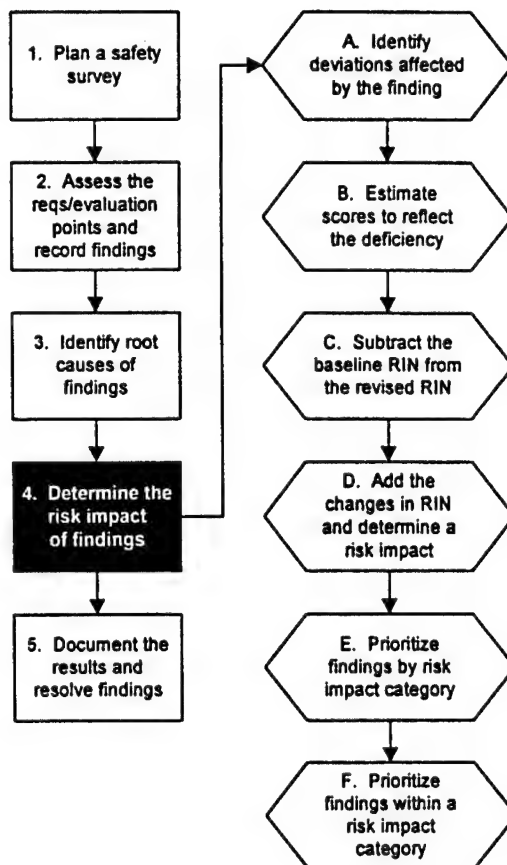 1. Plan a safety
survey
2. Assess the
reqs/evaluation
points and
record findings
3. Identify root
causes of
findings
4. Determine the
risk impact
of findings
5. Document the
results and
resolve findings
A. Identify
deviations affected
by the finding
B. Estimate
scores to reflect
the deficiency
C. Subtract the
baseline RIN from
the revised RIN
D. Add the
changes in RIN
and determine a
risk impact
E. Prioritize
findings by risk
impact category
F. Prioritize
findings within a
risk impact
category